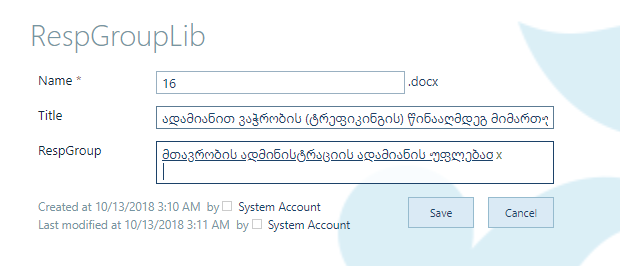 RespGroupLib
Name * 16 .docx
Title ადამიანით ვაჭრობის (ტრეფიკინგის) წინააღმდეგ მიმართუ
RespGroup მთავრობის ადმინისტრაციის ადამიანის უფლებათ x
Created at 10/13/2018 3:10 AM by System Account
Last modified at 10/13/2018 3:11 AM by System Account
Save Cancel